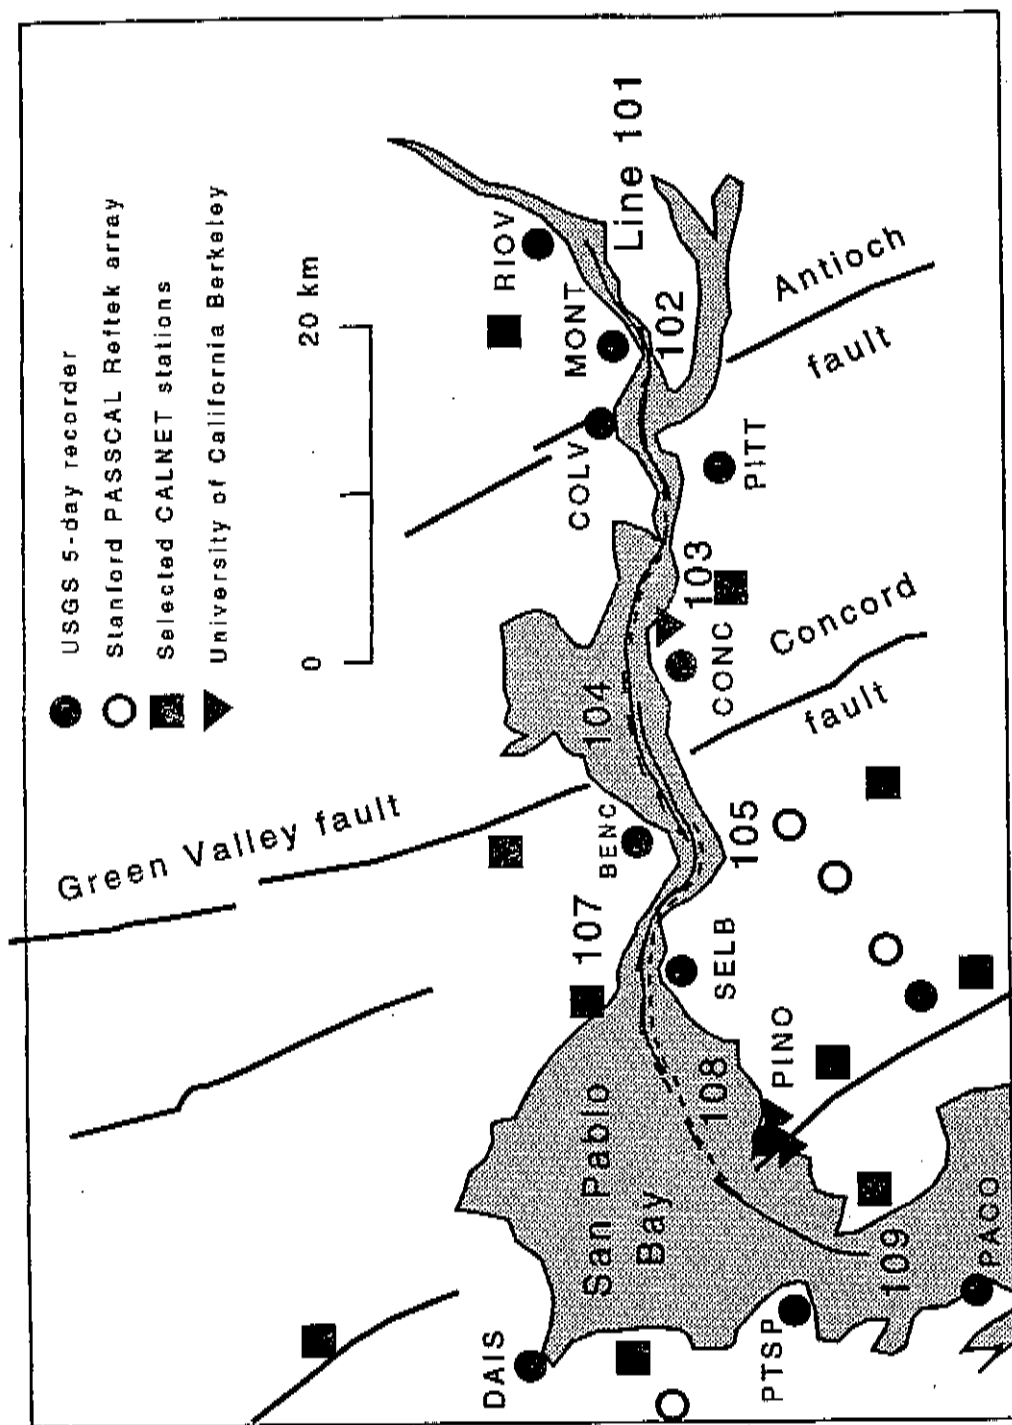 USGS 5-day recorder
Stanford PASSCAL Reftek array
Selected CALNET stations
University of California Berkeley
0
20 km
Green Valley fault
RIOV
Line 101
MONT
102
COLV
Antioch
fault
PITT
103
CONC
Concord
fault
104
BENC
105
107
SELB
San Pablo
Bay
108
PINO
109
DAIS
PTSP
PACO